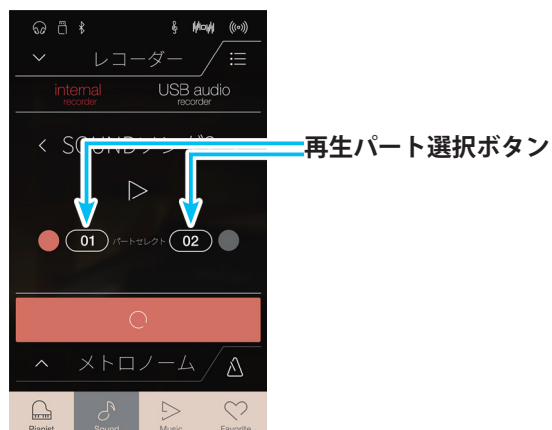 レコーダー
internal
recorder
USB audio
recorder
再生パート選択ボタン
01
パートセレクト
02
メトロノーム
Pianist
Sound
Music
Favorite